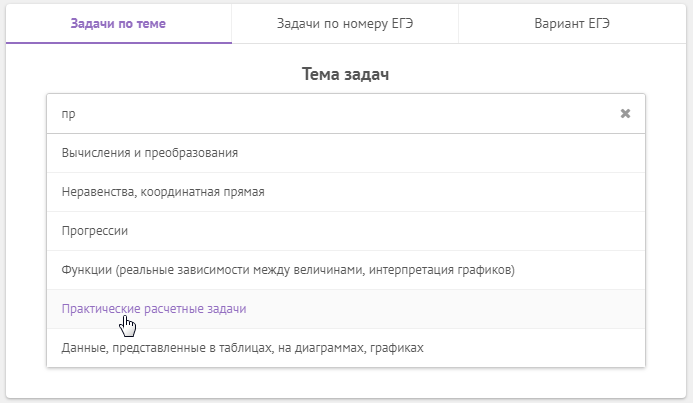 Задачи по теме
Задачи по номеру ЕГЭ
Вариант ЕГЭ
Тема задач
пр
Вычисления и преобразования
Неравенства, координатная прямая
Прогрессии
Функции (реальные зависимости между величинами, интерпретация графиков)
Практические расчетные задачи
Данные, представленные в таблицах, на диаграммах, графиках